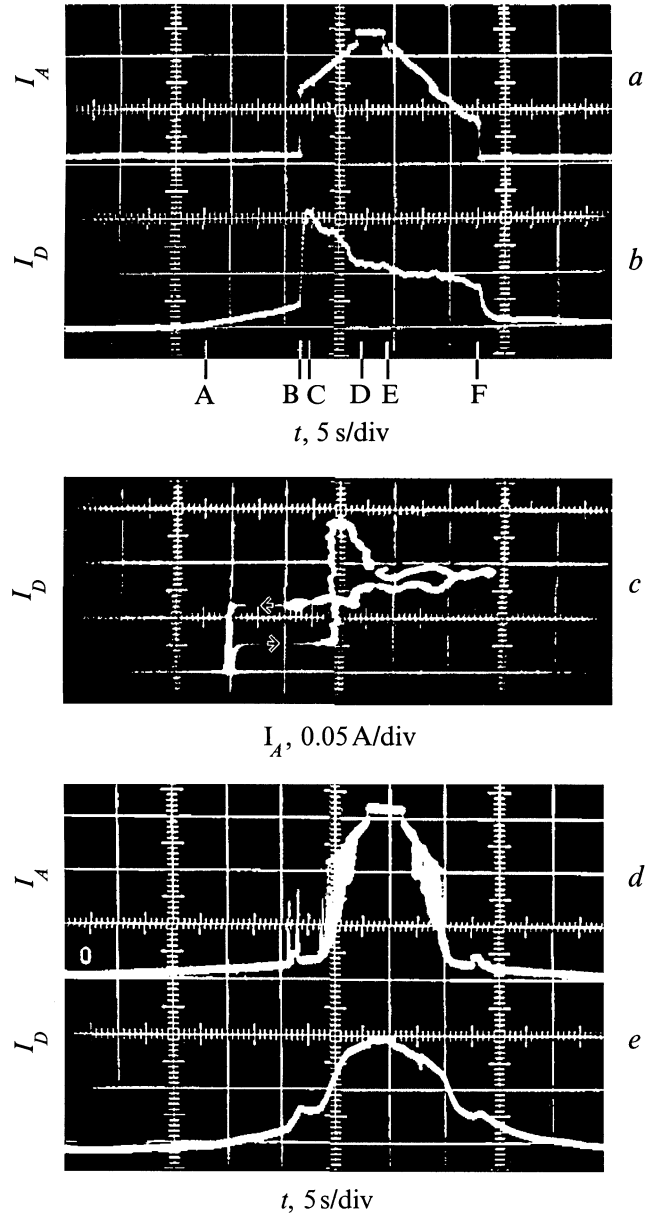 I_A
a
I_D
b
A B C D E F
t, 5 s/div
I_D
c
I_A, 0.05 A/div
I_A
d
0
I_D
e
t, 5 s/div